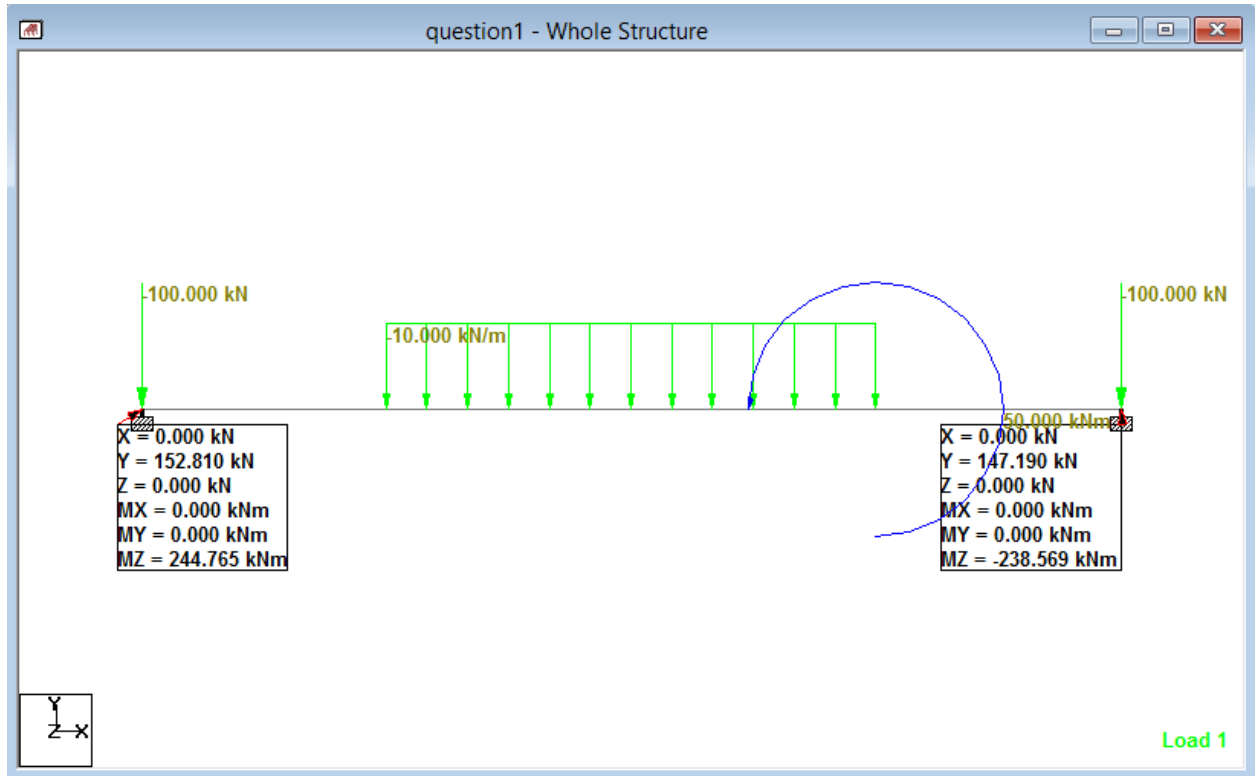 question1 - Whole Structure
-100.000 kN
-100.000 kN
-10.000 kN/m
50.000 kNm
X = 0.000 kN
Y = 152.810 kN
Z = 0.000 kN
MX = 0.000 kNm
MY = 0.000 kNm
MZ = 244.765 kNm
X = 0.000 kN
Y = 147.190 kN
Z = 0.000 kN
MX = 0.000 kNm
MY = 0.000 kNm
MZ = -238.569 kNm
Y
Z X
Load 1